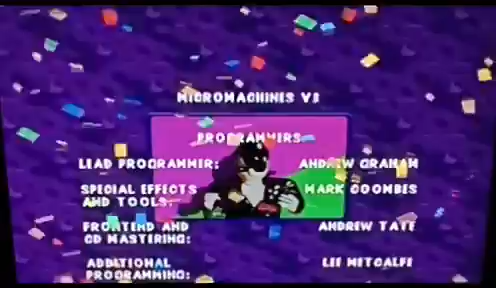 MICROMACHINES V3
PROGRAMMERS
LEAD PROGRAMMER: ANDREW GRAHAM
SPECIAL EFFECTS AND TOOLS: MARK COOMBES
FRONTEND AND CD MASTERING: ANDREW TAIT
ADDITIONAL PROGRAMMING: LEE METCALFE